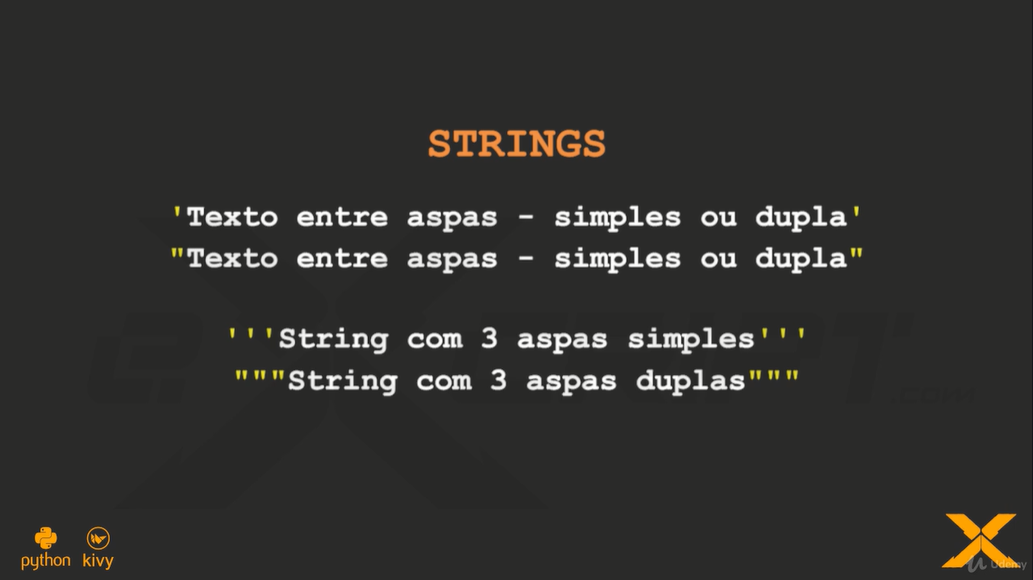 STRINGS
'Texto entre aspas - simples ou dupla'
"Texto entre aspas - simples ou dupla"
'''String com 3 aspas simples'''
"""String com 3 aspas duplas"""
python kivy
Udemy